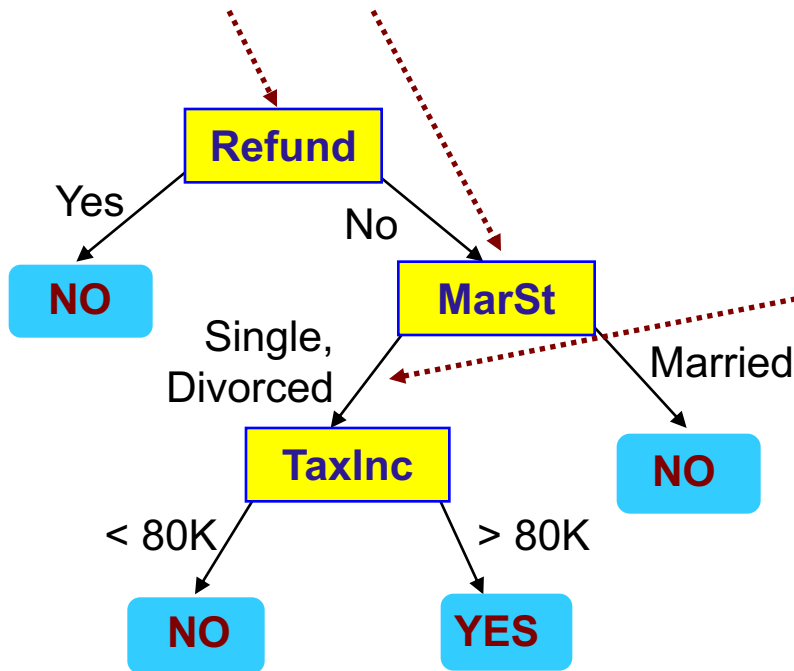 Refund
Yes
No
NO
MarSt
Single,
Divorced
Married
TaxInc
NO
< 80K
> 80K
NO
YES